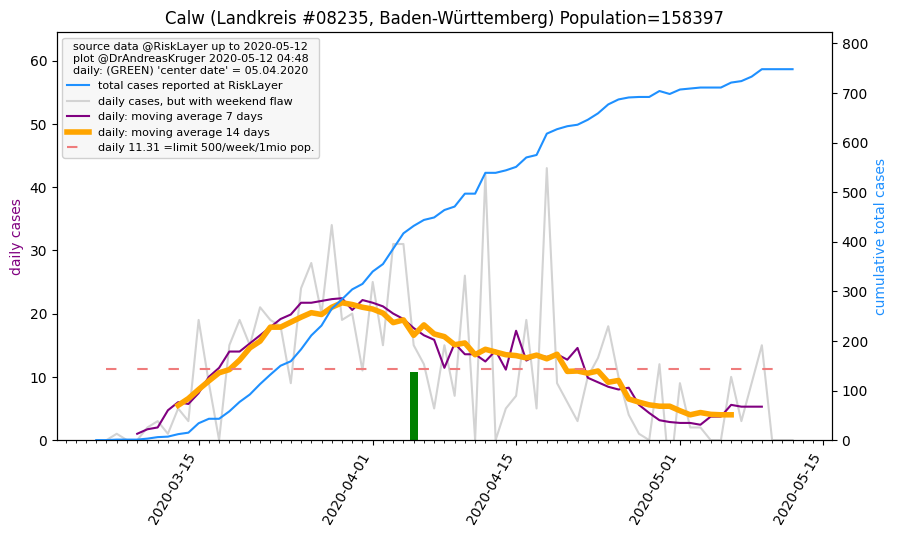 Calw (Landkreis #08235, Baden-Württemberg) Population=158397
source data @RiskLayer up to 2020-05-12
plot @DrAndreasKruger 2020-05-12 04:48
daily: (GREEN) 'center date' = 05.04.2020
total cases reported at RiskLayer
daily cases, but with weekend flaw
daily: moving average 7 days
daily: moving average 14 days
daily 11.31 =limit 500/week/1mio pop.
daily cases
0
10
20
30
40
50
60
cumulative total cases
0
100
200
300
400
500
600
700
800
2020-03-15
2020-04-01
2020-04-15
2020-05-01
2020-05-15